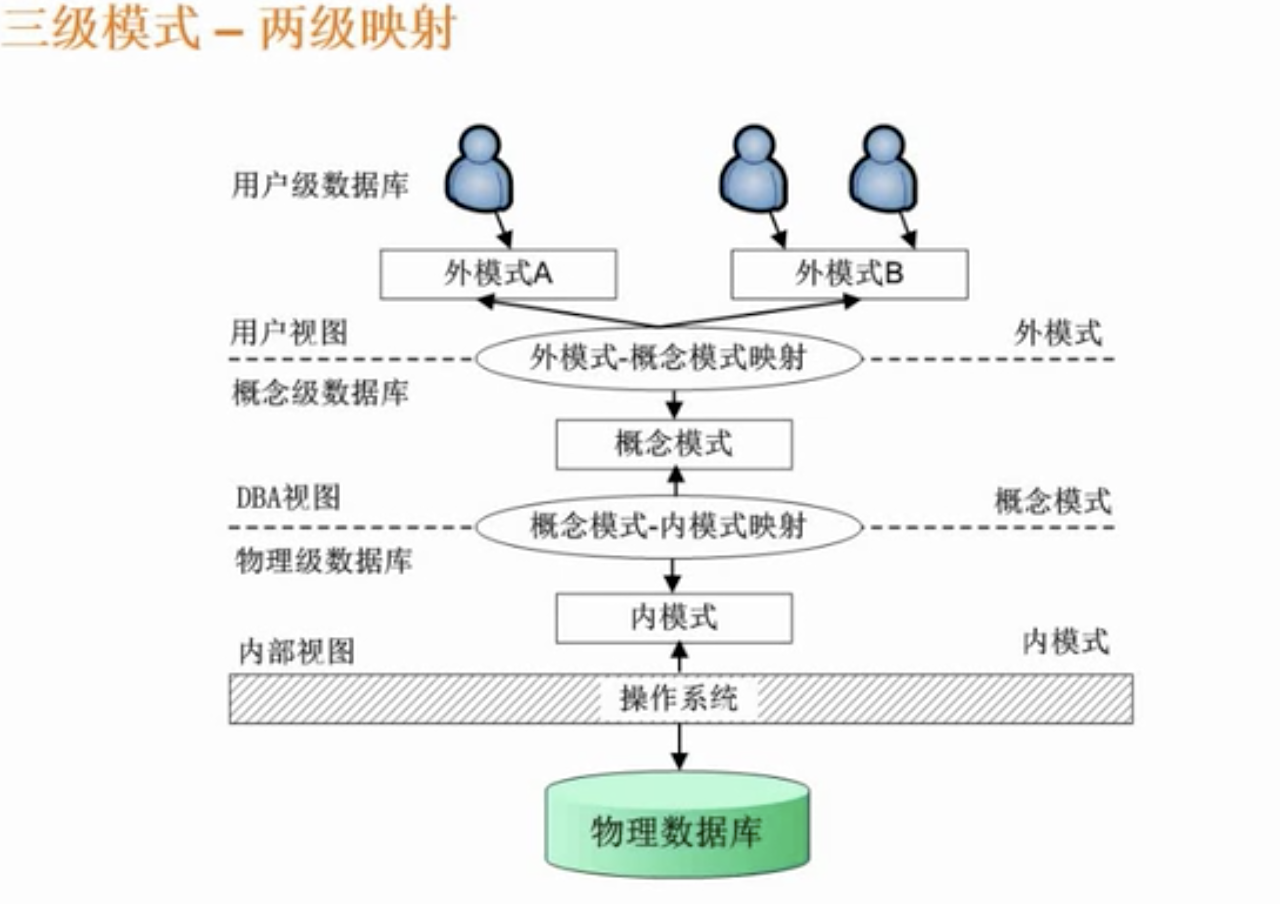 三级模式 – 两级映射
用户级数据库
外模式A
外模式B
用户视图
外模式
外模式-概念模式映射
概念级数据库
概念模式
DBA视图
概念模式
概念模式-内模式映射
物理级数据库
内模式
内部视图
内模式
操作系统
物理数据库